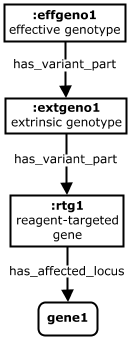 :effgeno1
effective genotype
has_variant_part
:extgeno1
extrinsic genotype
has_variant_part
:rtg1
reagent-targeted
gene
has_affected_locus
gene1